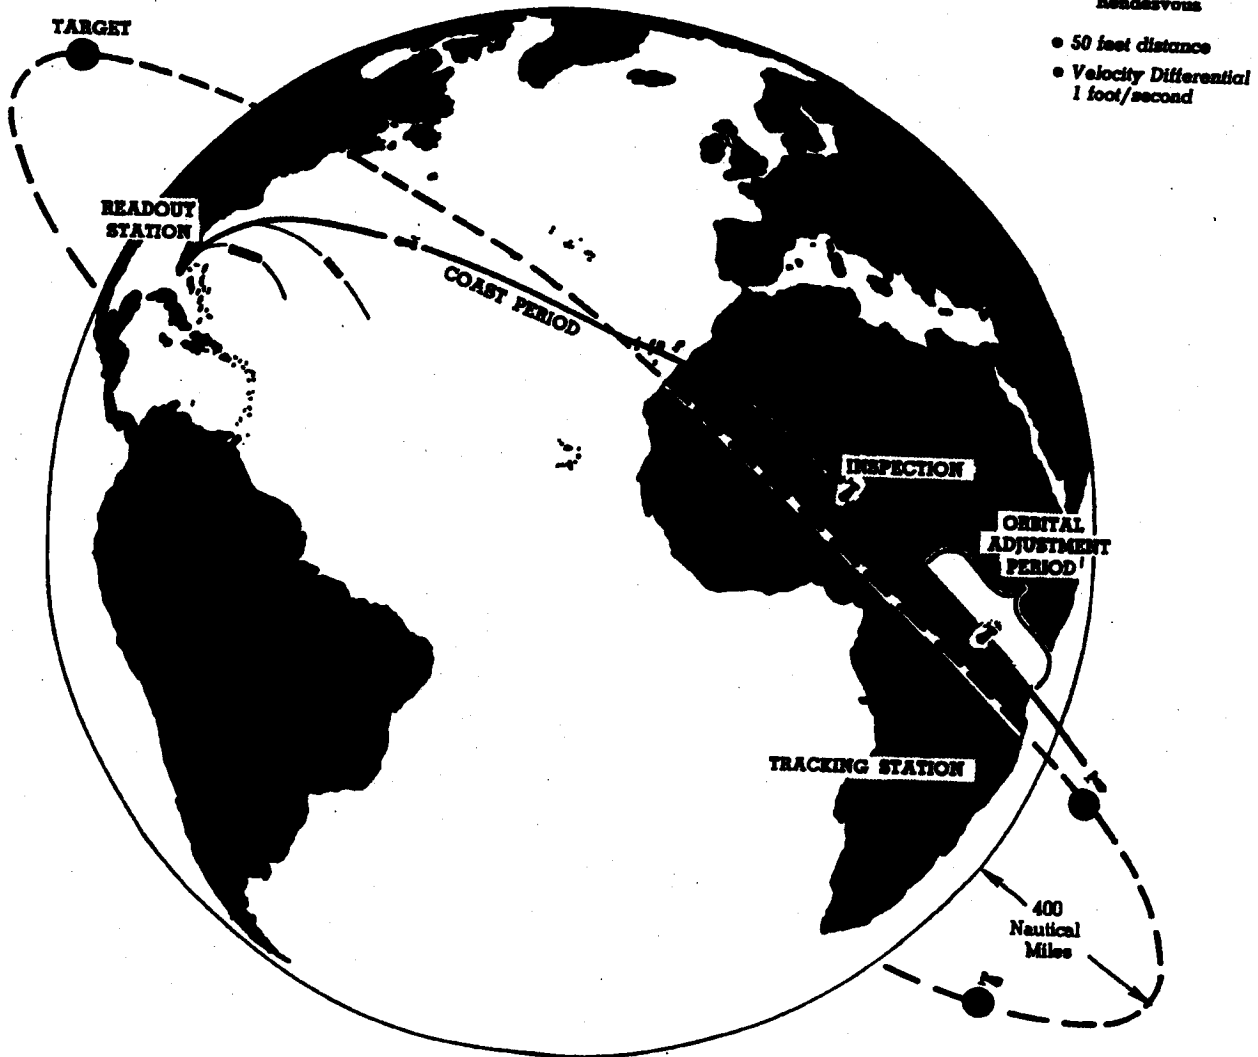 TARGET
Rendezvous
• 50 feet distance
• Velocity Differential
1 foot/second
READOUT
STATION
COAST PERIOD
INSPECTION
ORBITAL
ADJUSTMENT
PERIOD
TRACKING STATION
400
Nautical
Miles